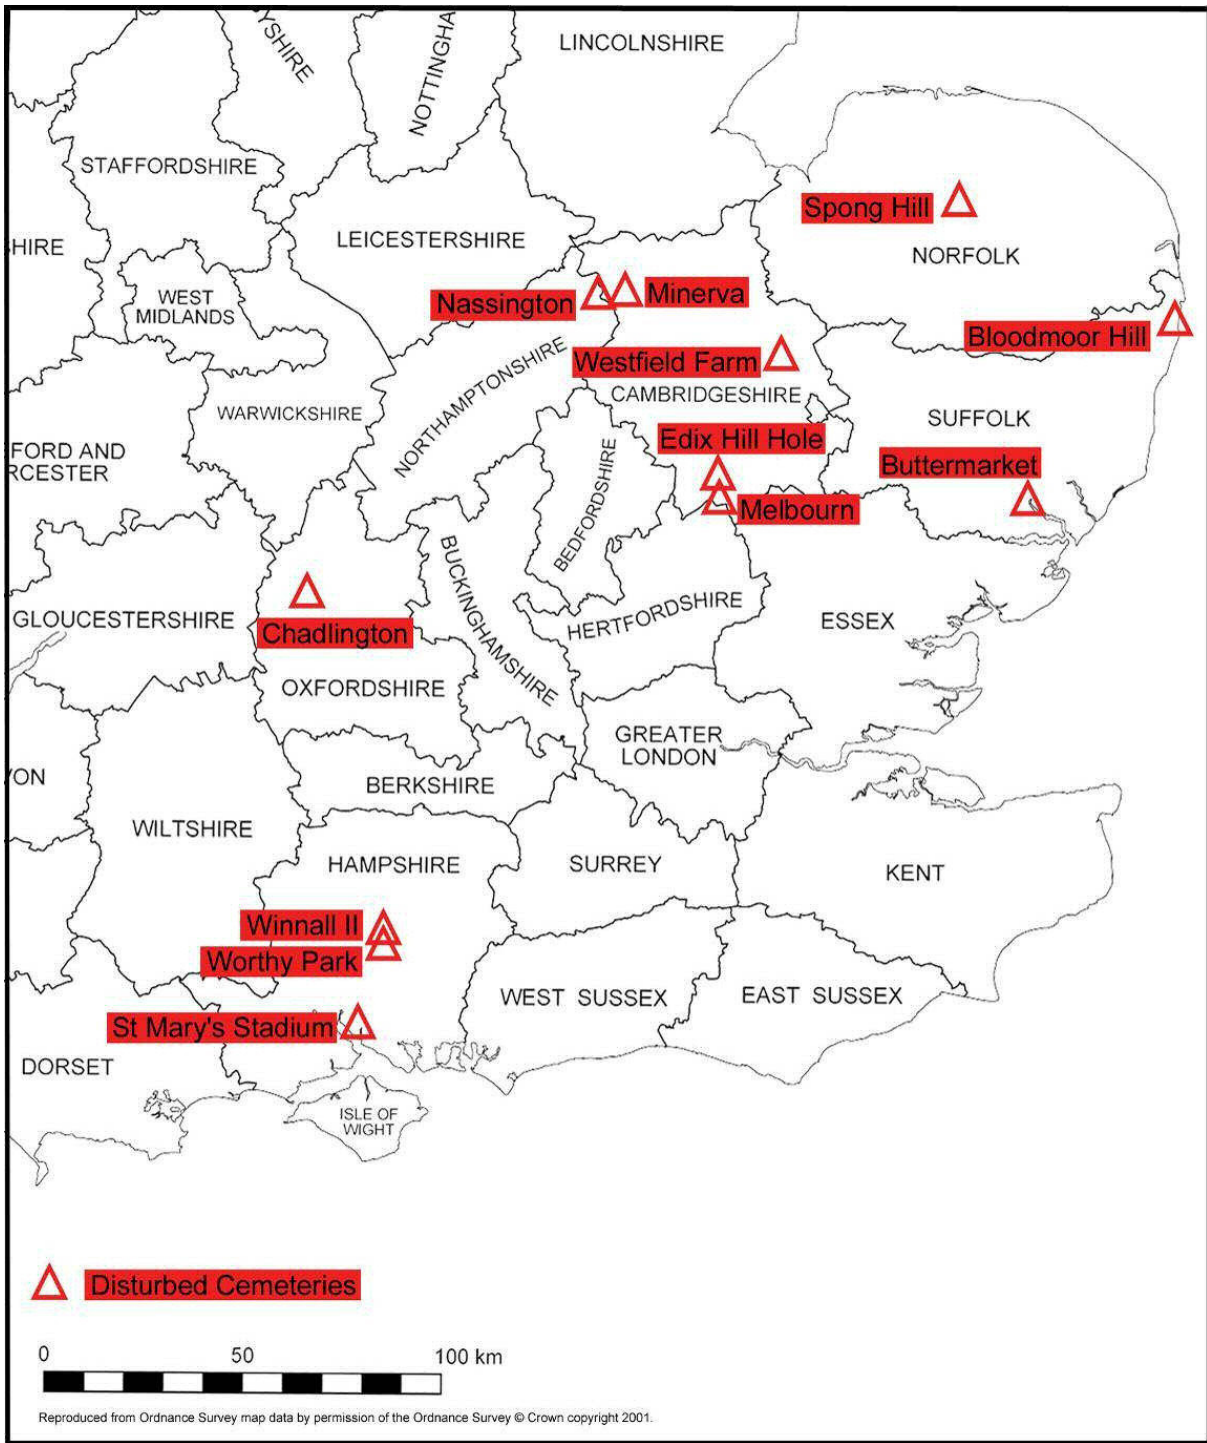 YSHIRE
NOTTINGHA
LINCOLNSHIRE
STAFFORDSHIRE
Spong Hill
LEICESTERSHIRE
SHIRE
NORFOLK
WEST
MIDLANDS
Nassington
Minerva
Bloodmoor Hill
Westfield Farm
NORTHAMPTONSHIRE
CAMBRIDGESHIRE
WARWICKSHIRE
SUFFOLK
Edix Hill Hole
FORD AND
RCESTER
BEDFORDSHIRE
Buttermarket
Melbourn
BUCKINGHAMSHIRE
GLOUCESTERSHIRE
Chadlington
HERTFORDSHIRE
ESSEX
OXFORDSHIRE
GREATER
LONDON
VON
BERKSHIRE
WILTSHIRE
HAMPSHIRE
SURREY
KENT
Winnall II
Worthy Park
WEST SUSSEX
EAST SUSSEX
St Mary's Stadium
DORSET
ISLE OF
WIGHT
Disturbed Cemeteries
0 50 100 km
Reproduced from Ordnance Survey map data by permission of the Ordnance Survey © Crown copyright 2001.